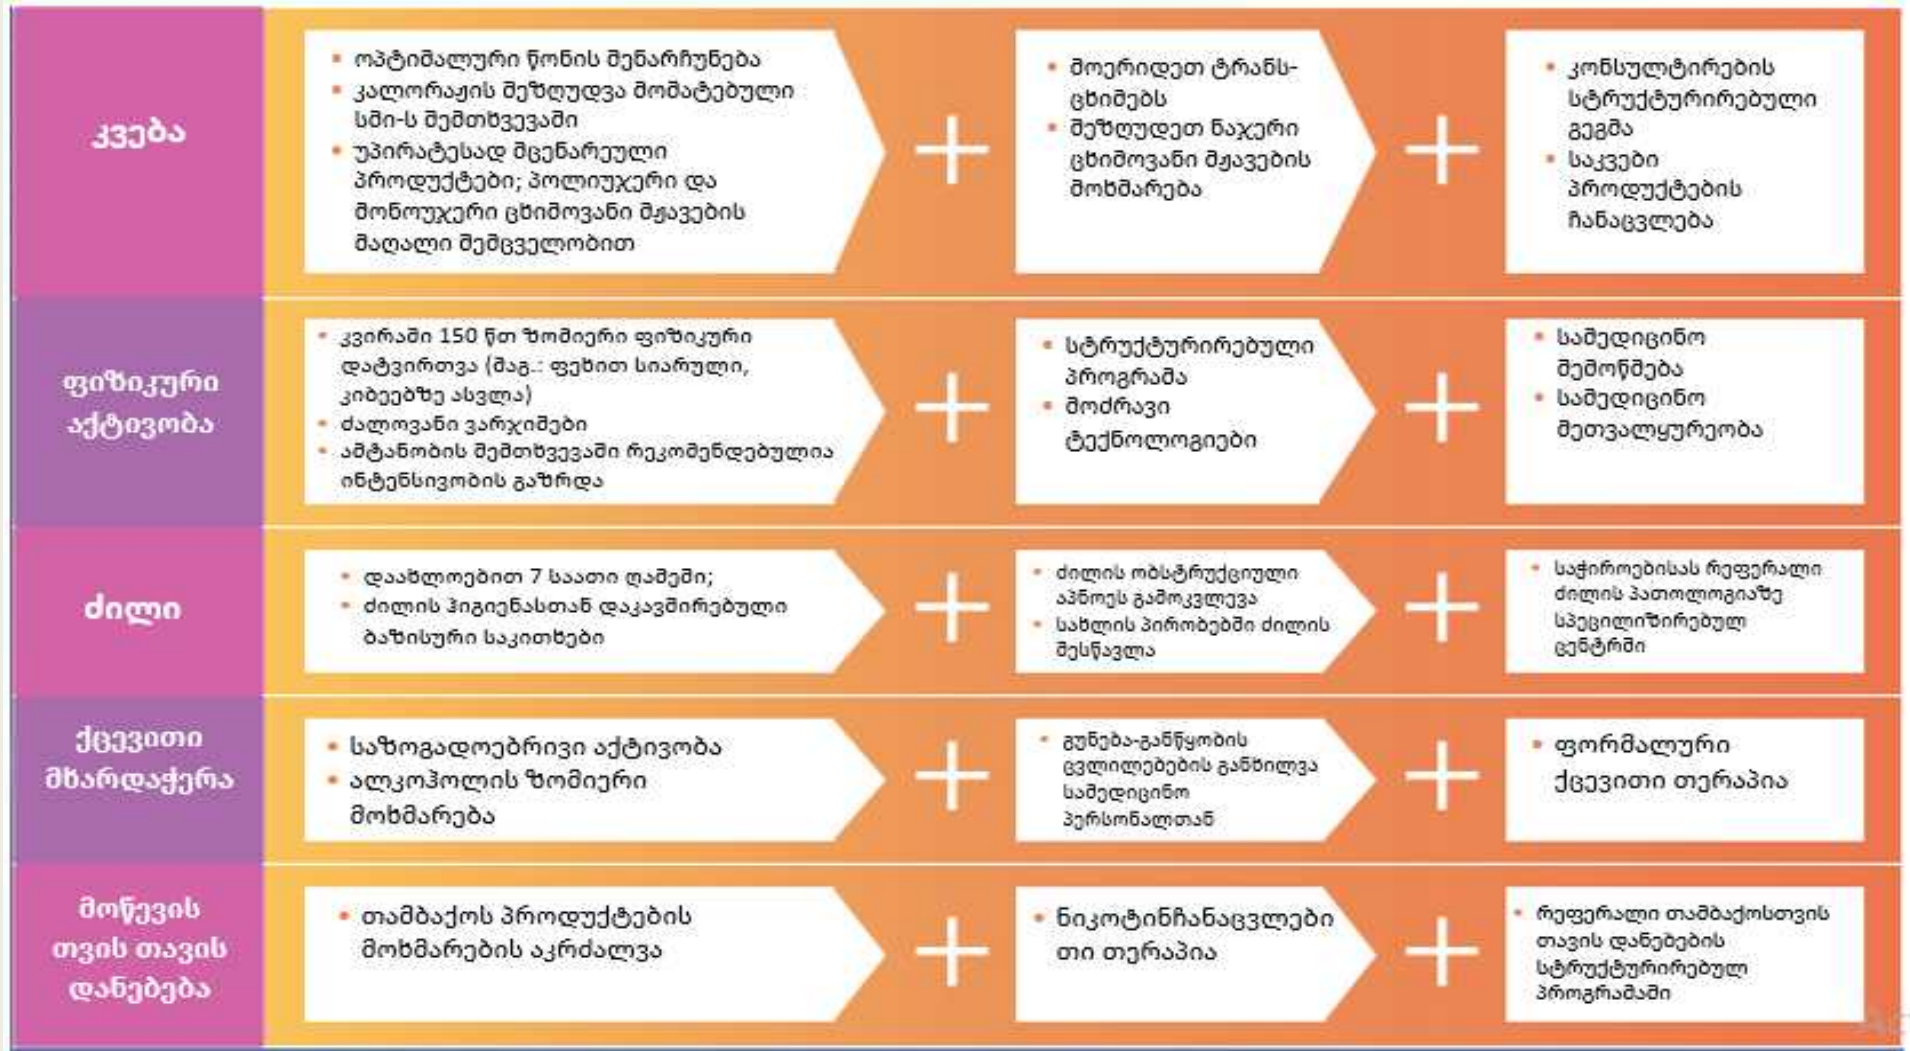 კვება
ოპტიმალური წონის შენარჩუნება
კალორაჟის შეზღუდვა მომატებული
სმი-ს შემთხვევაში
უპირატესად მცენარეული
პროდუქტები; პოლიუჯერი და
მონოუჯერი ცხიმოვანი მჟავების
მაღალი შემცველობით
მოერიდეთ ტრანს-
ცხიმებს
შეზღუდეთ ნაჯერი
ცხიმოვანი მჟავების
მოხმარება
კონსულტირების
სტრუქტურირებული
გეგმა
საკვები
პროდუქტების
ჩანაცვლება
ფიზიკური
აქტივობა
კვირაში 150 წთ ზომიერი ფიზიკური
დატვირთვა (მაგ.: ფეხით სიარული,
კიბეებზე ასვლა)
ძალოვანი ვარჯიშები
ამტანობის შემთხვევაში რეკომენდებულია
ინტენსივობის გაზრდა
სტრუქტურირებული
პროგრამა
მოძრავი
ტექნოლოგიები
სამედიცინო
შემოწმება
სამედიცინო
მეთვალყურეობა
ძილი
დაახლოებით 7 საათი ღამეში;
ძილის ჰიგიენასთან დაკავშირებული
ბაზისური საკითხები
ძილის ობსტრუქციული
აპნოეს გამოკვლევა
სახლის პირობებში ძილის
შესწავლა
საჭიროებისას რეფერალი
ძილის პათოლოგიაზე
სპეცილიზირებულ
ცენტრში
ქცევითი
მხარდაჭერა
საზოგადოებრივი აქტივობა
ალკოჰოლის ზომიერი
მოხმარება
გუნება-განწყობის
ცვლილებების განხილვა
სამედიცინო
პერსონალთან
ფორმალური
ქცევითი თერაპია
მოწევის
თვის თავის
დანებება
თამბაქოს პროდუქტების
მოხმარების აკრძალვა
ნიკოტინჩანაცვლები
თი თერაპია
რეფერალი თამბაქოსთვის
თავის დანებების
სტრუქტურირებულ
პროგრამაში